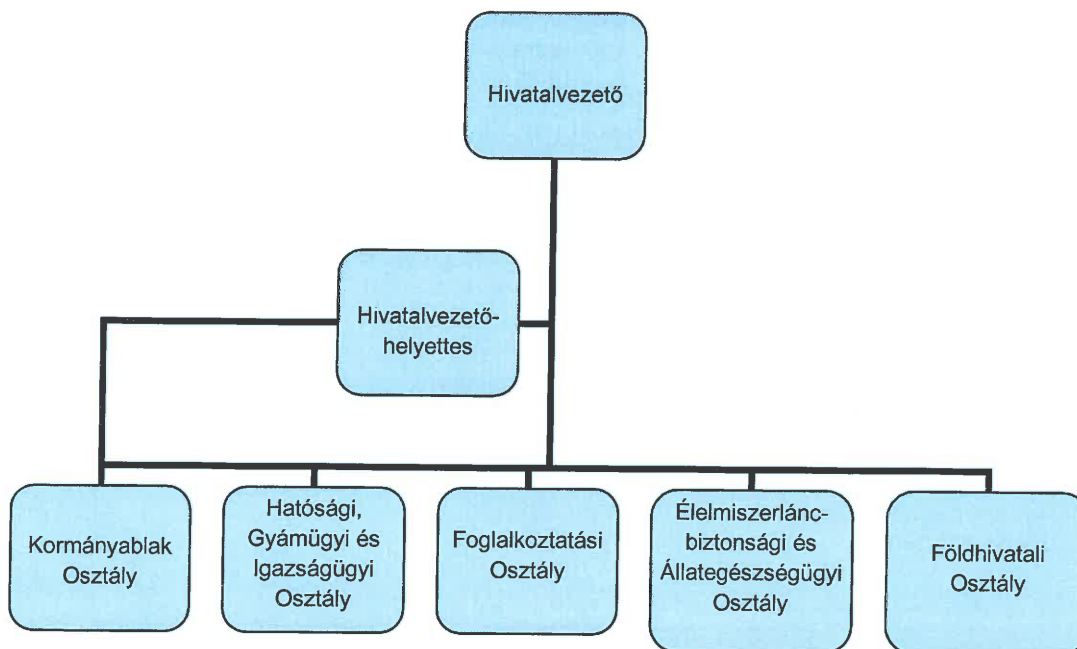 Hivatalvezető
Hivatalvezető-
helyettes
Kormányablak
Osztály
Hatósági,
Gyámügyi és
Igazságügyi
Osztály
Foglalkoztatási
Osztály
Élelmiszerlánc-
biztonsági és
Állategészségügyi
Osztály
Földhivatali
Osztály